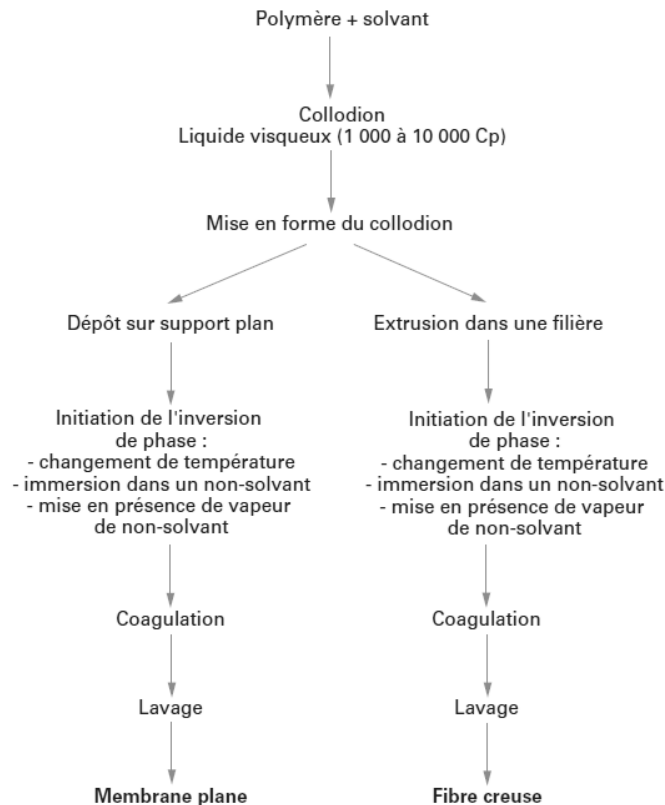 Polymère + solvant
Collodion
Liquide visqueux (1 000 à 10 000 Cp)
Mise en forme du collodion
Dépôt sur support plan
Initiation de l'inversion
de phase :
- changement de température
- immersion dans un non-solvant
- mise en présence de vapeur
de non-solvant
Coagulation
Lavage
Membrane plane
Extrusion dans une filière
Initiation de l'inversion
de phase :
- changement de température
- immersion dans un non-solvant
- mise en présence de vapeur
de non-solvant
Coagulation
Lavage
Fibre creuse